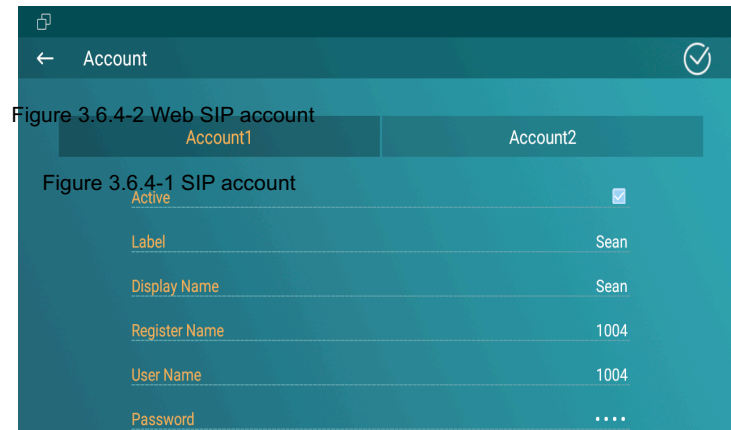 Account
Figure 3.6.4-2 Web SIP account
Account1 Account2
Figure 3.6.4-1 SIP account
Active
Label Sean
Display Name Sean
Register Name 1004
User Name 1004
Password ····